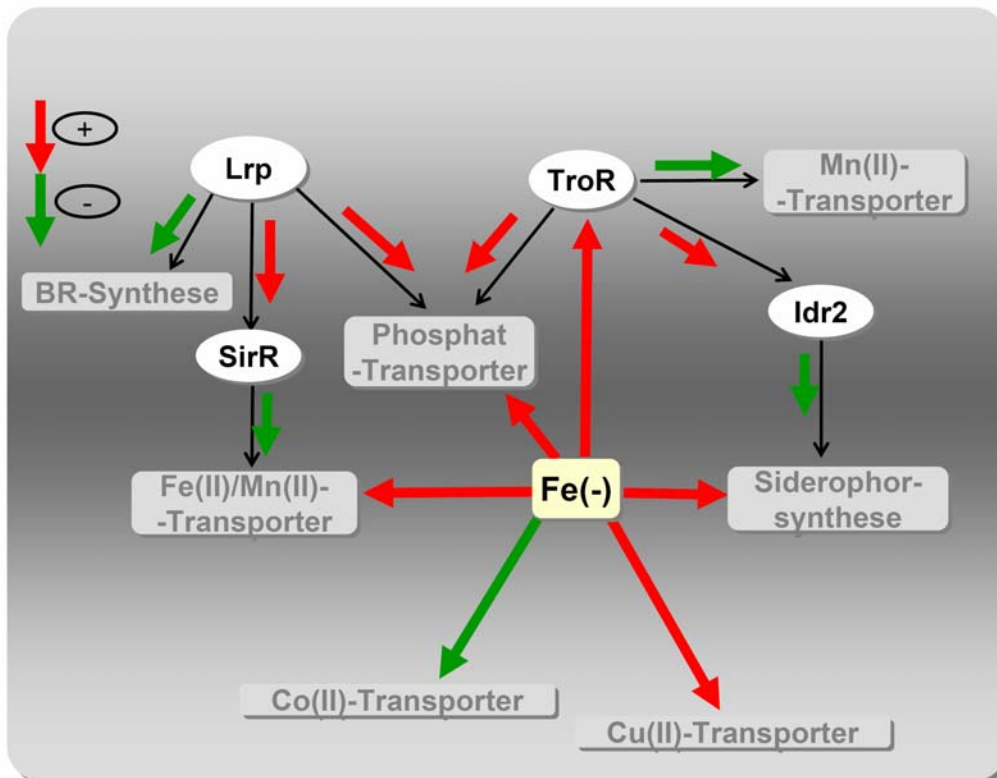 +
-
Lrp
TroR
Mn(II)-
-Transporter
BR-Synthese
SirR
Phosphat
-Transporter
Idr2
Fe(II)/Mn(II)-
-Transporter
Fe(-)
Siderophor-
synthese
Co(II)-Transporter
Cu(II)-Transporter